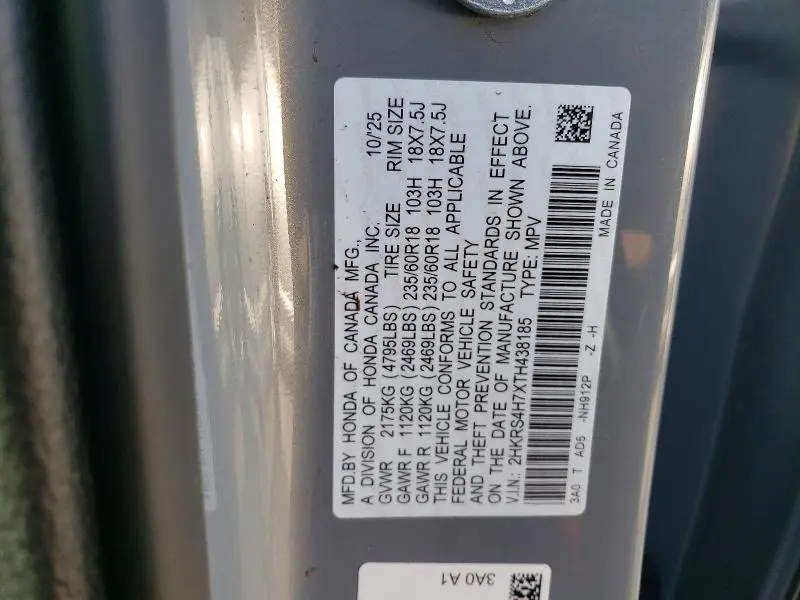 MFD.BY HONDA OF CANADA MFG.,
A DIVISION OF HONDA CANADA INC. 10/25
GVWR 2175KG (4795LBS) TIRE SIZE RIM SIZE
GAWR F 1120KG (2469LBS) 235/60R18 103H 18X7.5J
GAWR R 1120KG (2469LBS) 235/60R18 103H 18X7.5J
THIS VEHICLE CONFORMS TO ALL APPLICABLE
FEDERAL MOTOR VEHICLE SAFETY
AND THEFT PREVENTION STANDARDS IN EFFECT
ON THE DATE OF MANUFACTURE SHOWN ABOVE.
V.I.N.: 2HKRS4H7XTH438185 TYPE: MPV
3A0 T AD5 -NH912P -Z -H
MADE IN CANADA
3A0 A1